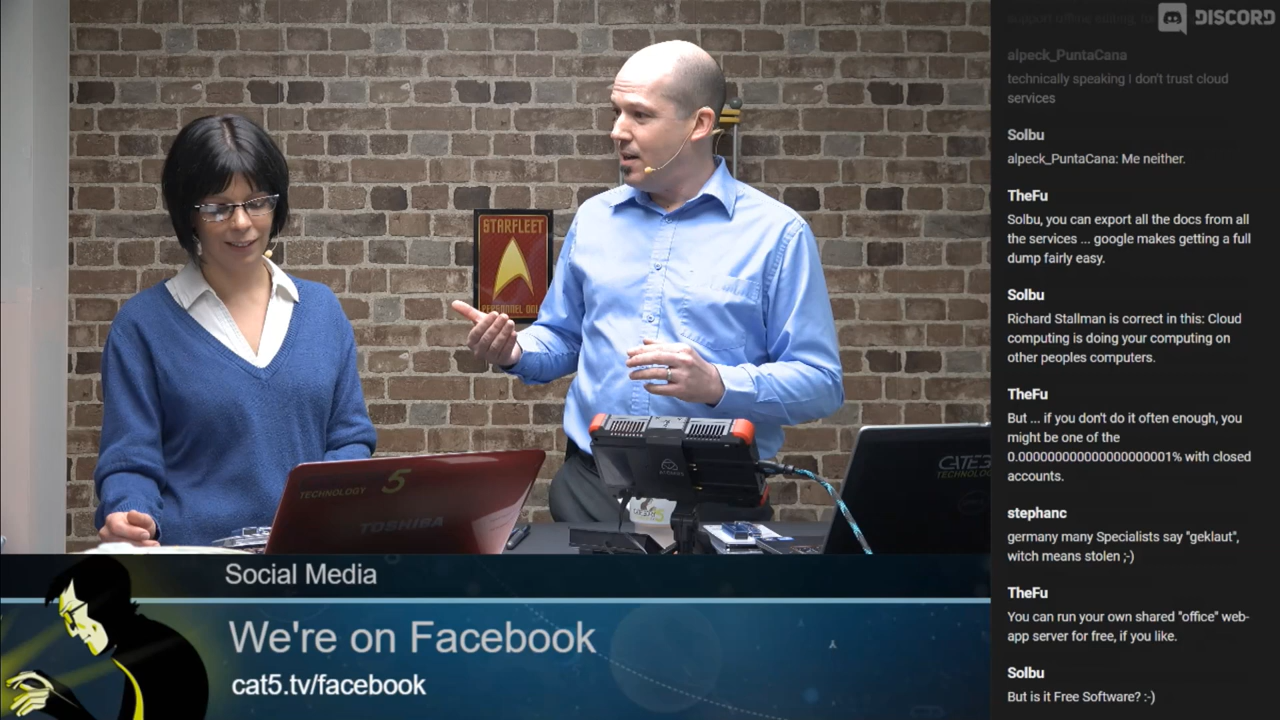 DISCORD
alpeck_PuntaCana
technically speaking I don't trust cloud
services
Solbu
alpeck_PuntaCana: Me neither.
TheFu
Solbu, you can export all the docs from all
the services ... google makes getting a full
dump fairly easy.
Solbu
Richard Stallman is correct in this: Cloud
computing is doing your computing on
other peoples computers.
TheFu
But ... if you don't do it often enough, you
might be one of the
0.000000000000000000001% with closed
accounts.
stephanc
germany many Specialists say "geklaut",
witch means stolen ;-)
TheFu
You can run your own shared "office" web-
app server for free, if you like.
Solbu
But is it Free Software? :-)
STARFLEET
PERSONNEL ONLY
TECHNOLOGY 5
TOSHIBA
Social Media
We're on Facebook
cat5.tv/facebook